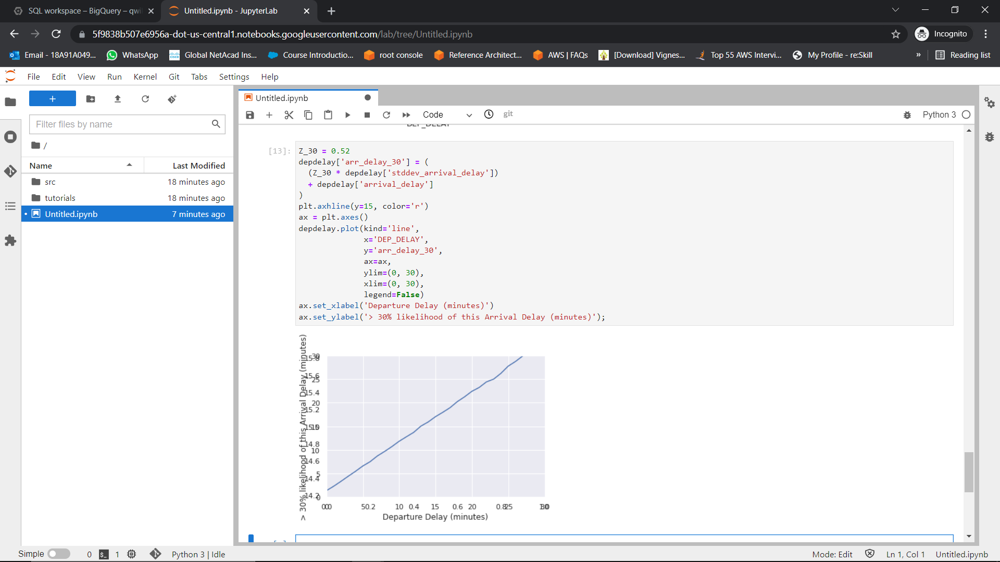 SQL workspace – BigQuery – qwi
Untitled.ipynb - JupyterLab
5f9838b507e6956a-dot-us-central1.notebooks.googleusercontent.com/lab/tree/Untitled.ipynb
Incognito
Email - 18A91A049...
WhatsApp
Global NetAcad Ins...
Course Introductio...
root console
Reference Architect...
AWS | FAQs
[Download] Vignes...
Top 55 AWS Intervi...
My Profile - re:Skill
»
Reading list
File Edit View Run Kernel Git Tabs Settings Help
Untitled.ipynb
Code
git
Python 3
Filter files by name
/
Name Last Modified
src 18 minutes ago
tutorials 18 minutes ago
Untitled.ipynb 7 minutes ago
DEP_DELAY
[13]:
Z_30 = 0.52
depdelay['arr_delay_30'] = (
(Z_30 * depdelay['stddev_arrival_delay'])
+ depdelay['arrival_delay']
)
plt.axhline(y=15, color='r')
ax = plt.axes()
depdelay.plot(kind='line',
x='DEP_DELAY',
y='arr_delay_30',
ax=ax,
ylim=(0, 30),
xlim=(0, 30),
legend=False)
ax.set_xlabel('Departure Delay (minutes)')
ax.set_ylabel('> 30% likelihood of this Arrival Delay (minutes)');
> 30% likelihood of this Arrival Delay (minutes)
30
15.8
15.6
25
15.4
20
15.2
15.0
15
14.8
10
14.6
5
14.4
14.2
0
0 0.0 5 0.2 10 0.4 15 0.6 20 0.8 25 1.0 30
Departure Delay (minutes)
Simple
0
$_
1
Python 3 | Idle
Mode: Edit
Ln 1, Col 1
Untitled.ipynb